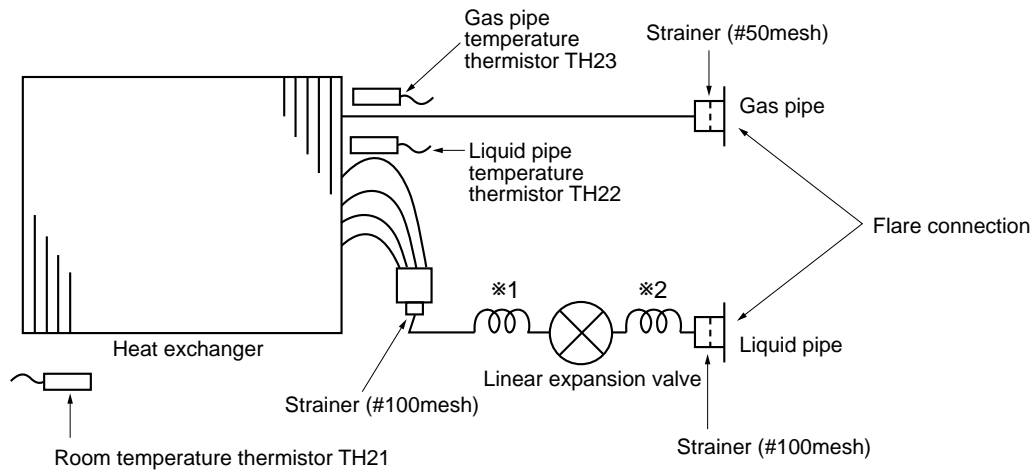 Gas pipe
temperature
thermistor TH23
Strainer (#50mesh)
Gas pipe
Liquid pipe
temperature
thermistor TH22
Flare connection
※1
※2
Heat exchanger
Linear expansion valve
Liquid pipe
Strainer (#100mesh)
Strainer (#100mesh)
Room temperature thermistor TH21